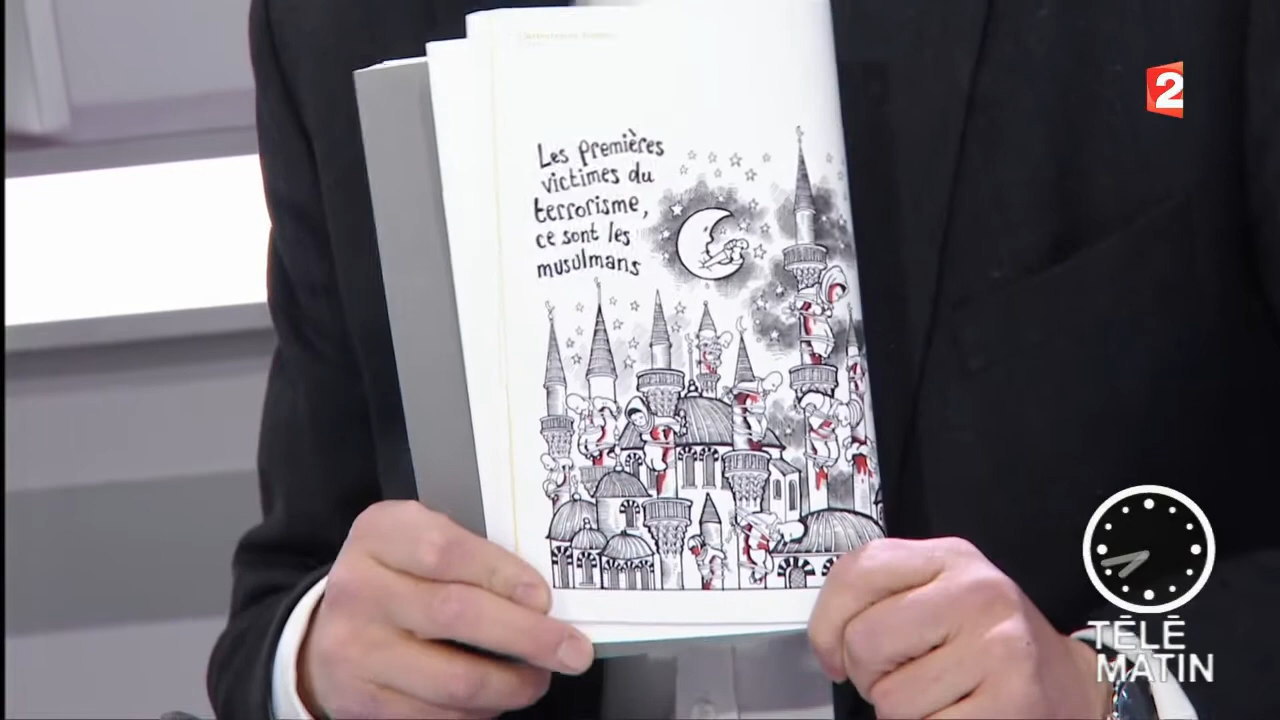 Les premières
victimes du
terrorisme,
ce sont les
musulmans
2
TÉLÉ
MATIN